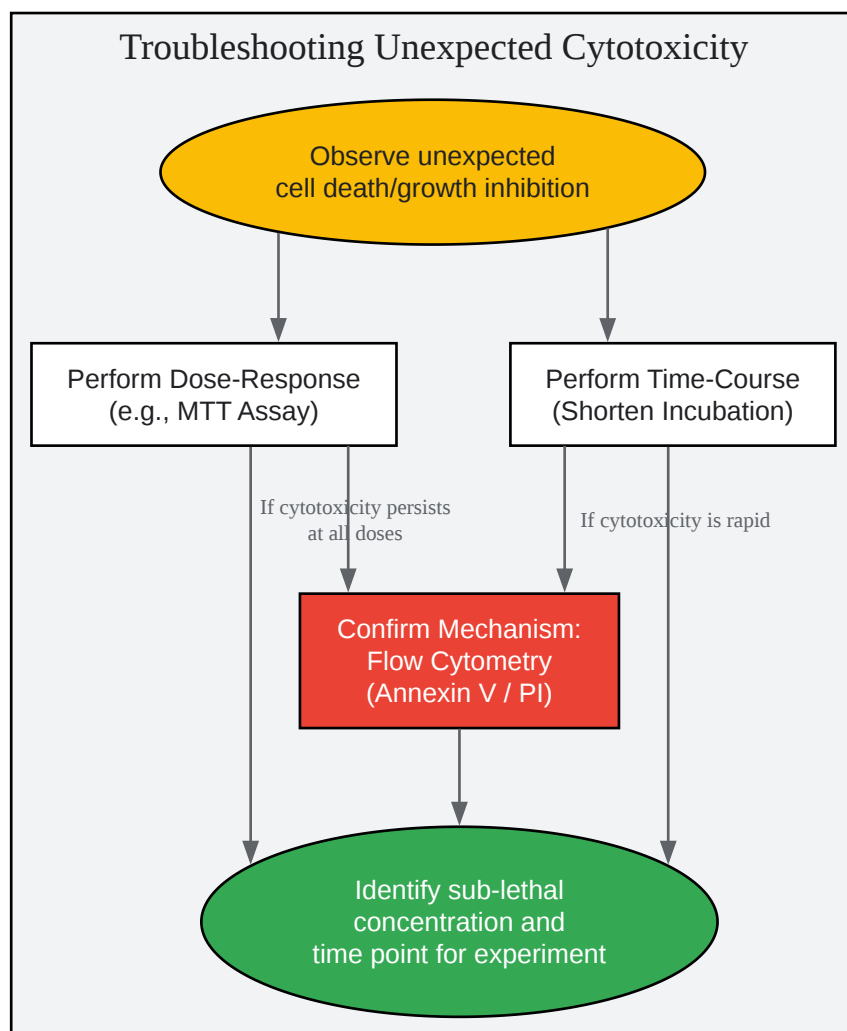 Troubleshooting Unexpected Cytotoxicity
Observe unexpected
cell death/growth inhibition
Perform Dose-Response
(e.g., MTT Assay)
Perform Time-Course
(Shorten Incubation)
If cytotoxicity persists
at all doses
If cytotoxicity is rapid
Confirm Mechanism:
Flow Cytometry
(Annexin V / PI)
Identify sub-lethal
concentration and
time point for experiment